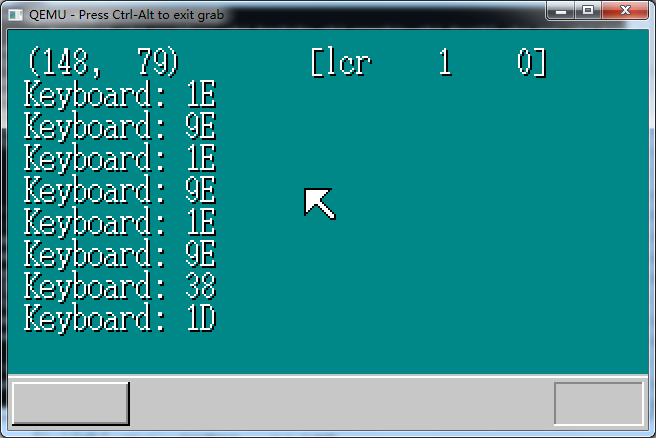 QEMU - Press Ctrl-Alt to exit grab
(148, 79) [lcr 1 0]
Keyboard: 1E
Keyboard: 9E
Keyboard: 1E
Keyboard: 9E
Keyboard: 1E
Keyboard: 9E
Keyboard: 38
Keyboard: 1D